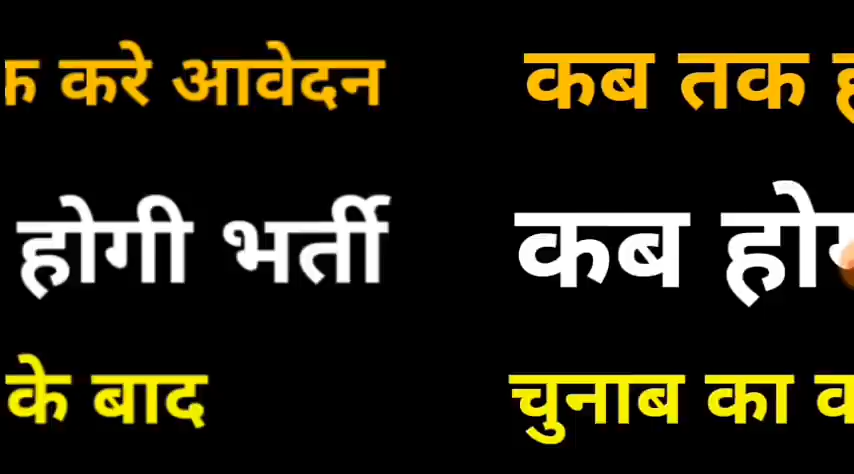 करे आवेदन कब तक
होगी भर्ती कब
के बाद चुनाब का